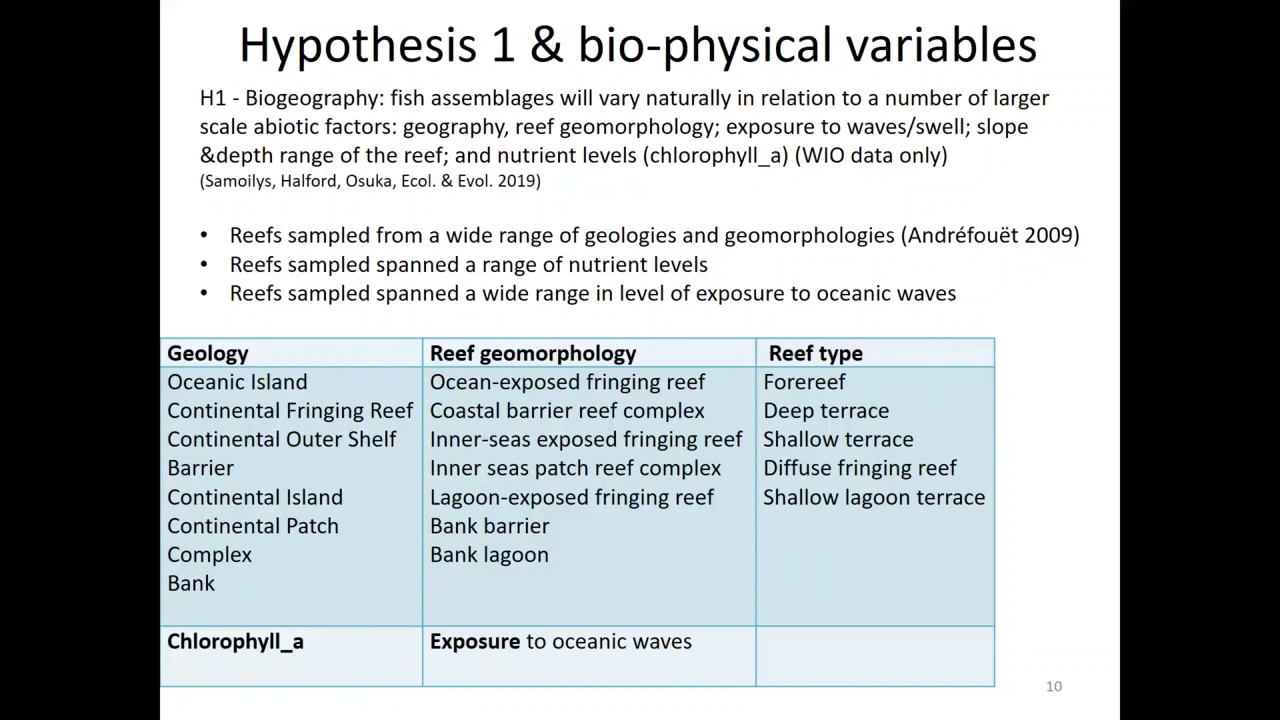 Hypothesis 1 & bio-physical variables
H1 - Biogeography: fish assemblages will vary naturally in relation to a number of larger
scale abiotic factors: geography, reef geomorphology; exposure to waves/swell; slope
&depth range of the reef; and nutrient levels (chlorophyll_a) (WIO data only)
(Samoilys, Halford, Osuka, Ecol. & Evol. 2019)
• Reefs sampled from a wide range of geologies and geomorphologies (Andréfouët 2009)
• Reefs sampled spanned a range of nutrient levels
• Reefs sampled spanned a wide range in level of exposure to oceanic waves
Geology Reef geomorphology Reef type
Oceanic Island Ocean-exposed fringing reef Forereef
Continental Fringing Reef Coastal barrier reef complex Deep terrace
Continental Outer Shelf Inner-seas exposed fringing reef Shallow terrace
Barrier Inner seas patch reef complex Diffuse fringing reef
Continental Island Lagoon-exposed fringing reef Shallow lagoon terrace
Continental Patch Bank barrier
Complex Bank lagoon
Bank
Chlorophyll_a Exposure to oceanic waves
10